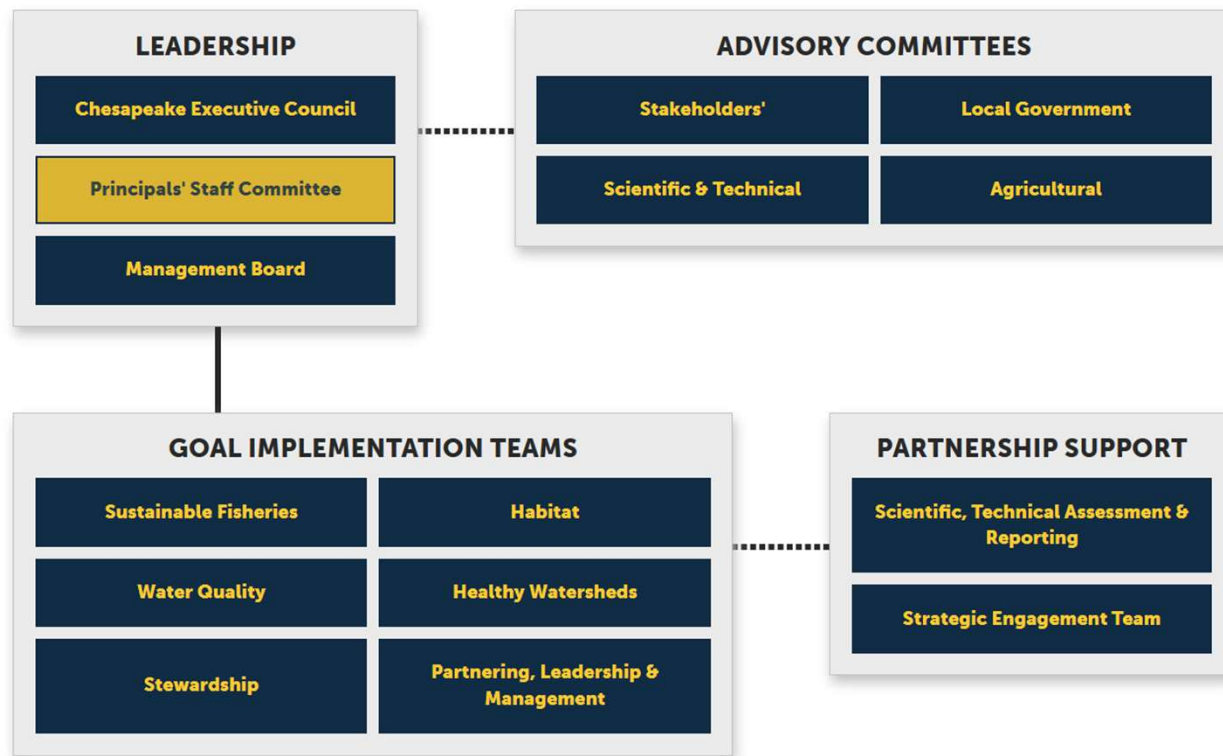 LEADERSHIP
Chesapeake Executive Council
Principals' Staff Committee
Management Board
ADVISORY COMMITTEES
Stakeholders'
Local Government
Scientific & Technical
Agricultural
GOAL IMPLEMENTATION TEAMS
Sustainable Fisheries
Habitat
Water Quality
Healthy Watersheds
Stewardship
Partnering, Leadership &
Management
PARTNERSHIP SUPPORT
Scientific, Technical Assessment &
Reporting
Strategic Engagement Team